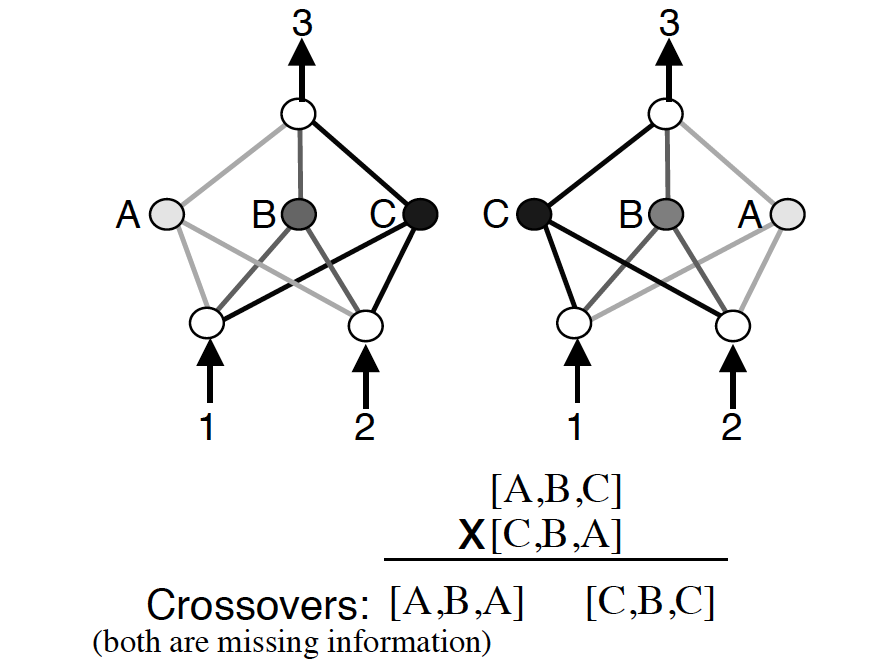 3 3
A B C C B A
1 2 1 2
[A,B,C]
X[C,B,A]
Crossovers: [A,B,A] [C,B,C]
(both are missing information)